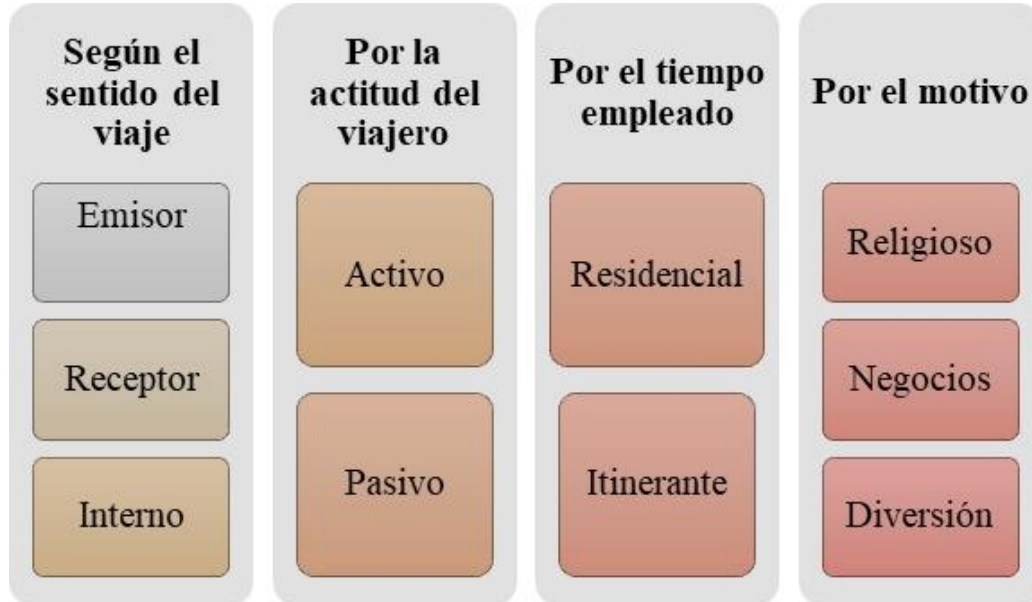 Según el
sentido del
viaje
Emisor
Receptor
Interno
Por la
actitud del
viajero
Activo
Pasivo
Por el tiempo
empleado
Residencial
Itinerante
Por el motivo
Religioso
Negocios
Diversión